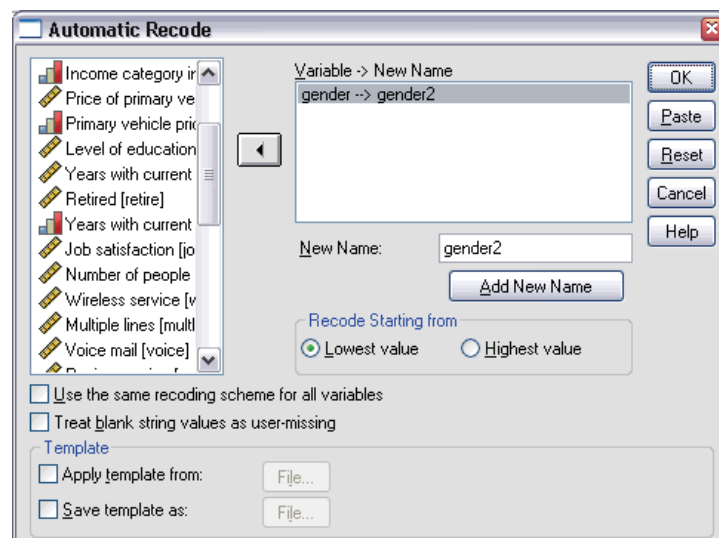 Automatic Recode
Income category in
Price of primary ve
Primary vehicle pric
Level of education
Years with current
Retired [retire]
Years with current
Job satisfaction [jo
Number of people
Wireless service [w
Multiple lines [multl
Voice mail [voice]
Variable -> New Name
gender --> gender2
New Name: gender2
Add New Name
Recode Starting from
Lowest value Highest value
OK
Paste
Reset
Cancel
Help
Use the same recoding scheme for all variables
Treat blank string values as user-missing
Template
Apply template from: File...
Save template as: File...